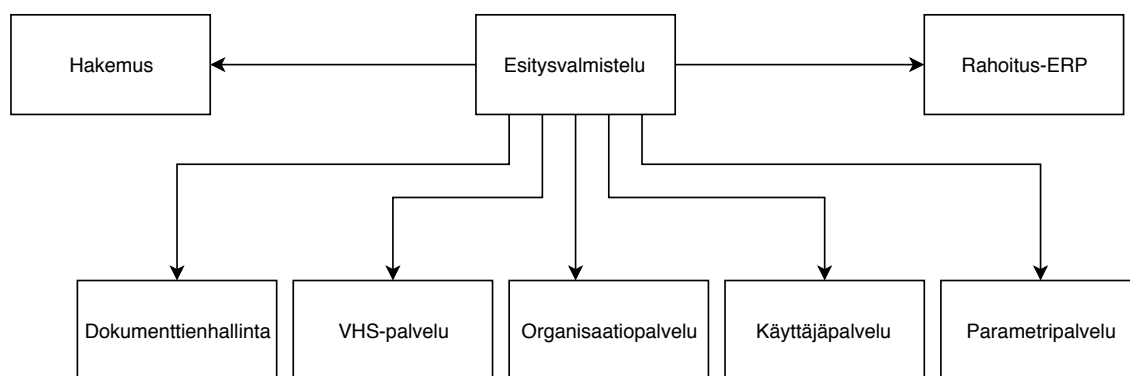 Hakemus
Esitysvalmistelu
Rahoitus-ERP
Dokumenttienhallinta
VHS-palvelu
Organisaatiopalvelu
Käyttäjäpalvelu
Parametripalvelu